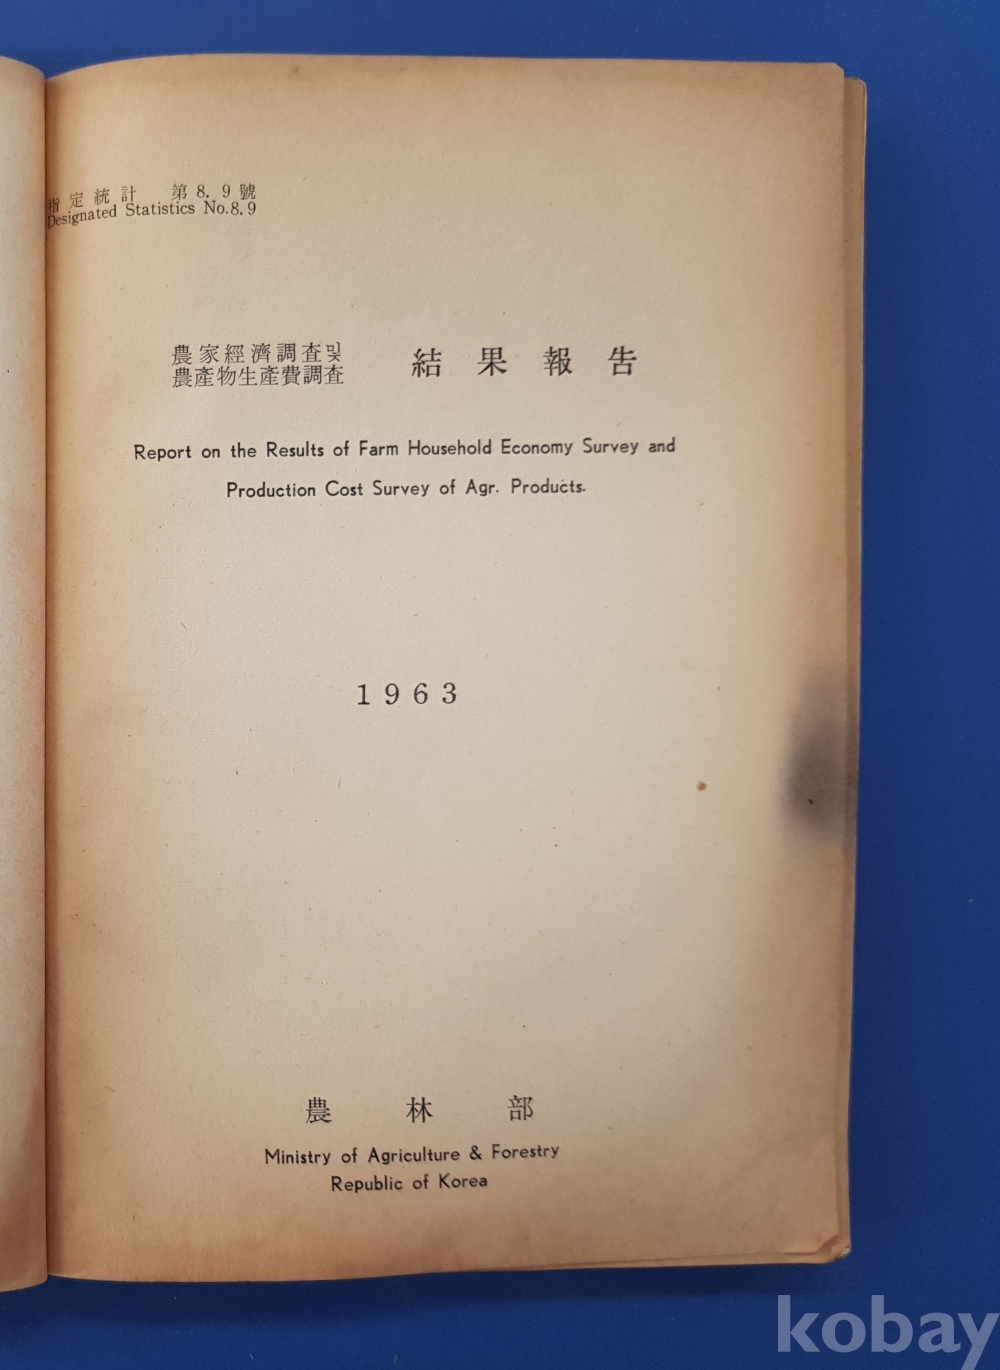 指定統計 第8. 9號
Designated Statistics No.8.9
農家經濟調査및
農產物生產費調査
結果報告
Report on the Results of Farm Household Economy Survey and
Production Cost Survey of Agr. Products.
1963
農林部
Ministry of Agriculture & Forestry
Republic of Korea
kobay